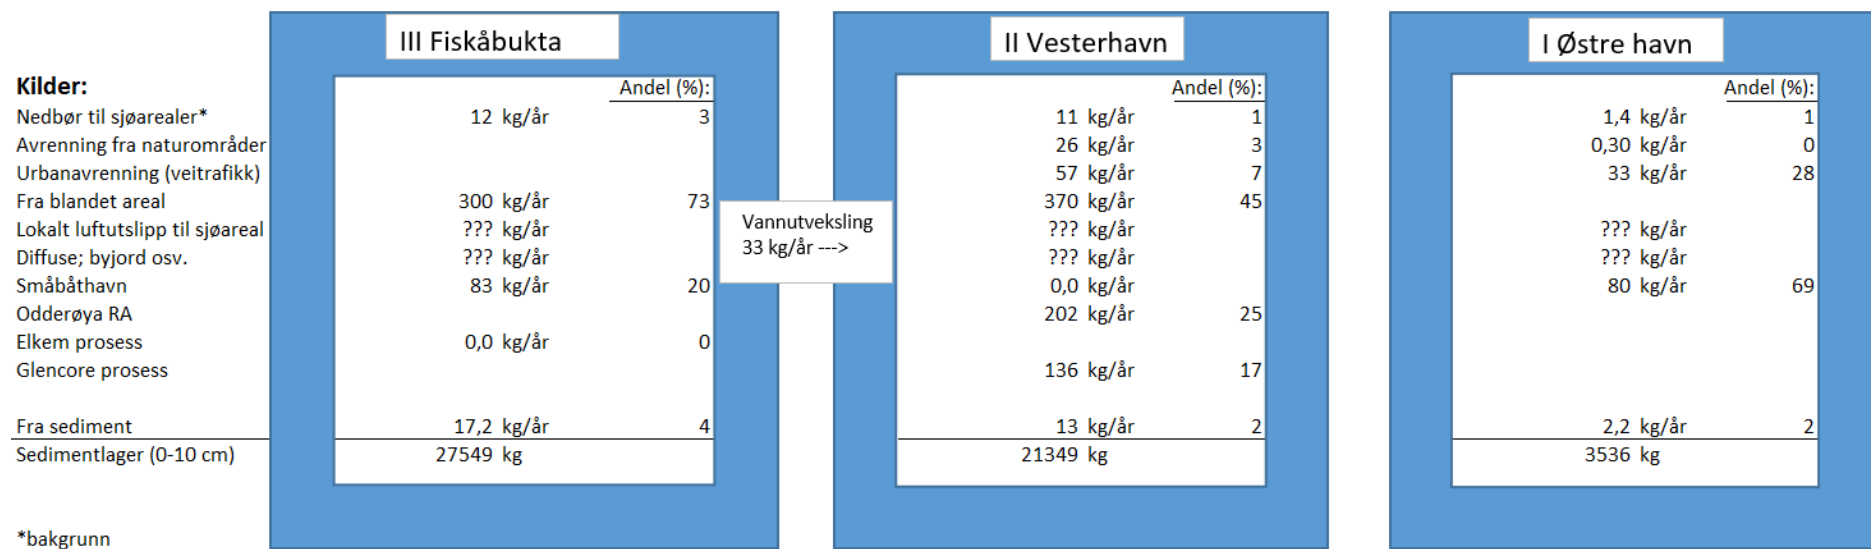 III Fiskåbukta II Vesterhavn I Østre havn
Kilder: Andel (%): Andel (%): Andel (%):
Nedbør til sjøarealer* 12 kg/år 3 11 kg/år 1 1,4 kg/år 1
Avrenning fra naturområder 26 kg/år 3 0,30 kg/år 0
Urbanavrenning (veitrafikk) 57 kg/år 7 33 kg/år 28
Fra blandet areal 300 kg/år 73 370 kg/år 45
Vannutveksling
33 kg/år --->
Lokalt luftutslipp til sjøareal ??? kg/år ??? kg/år ??? kg/år
Diffuse; byjord osv. ??? kg/år ??? kg/år ??? kg/år
Småbåthavn 83 kg/år 20 0,0 kg/år 80 kg/år 69
Odderøya RA 202 kg/år 25
Elkem prosess 0,0 kg/år 0
Glencore prosess 136 kg/år 17
Fra sediment 17,2 kg/år 4 13 kg/år 2 2,2 kg/år 2
Sedimentlager (0-10 cm) 27549 kg 21349 kg 3536 kg
*bakgrunn